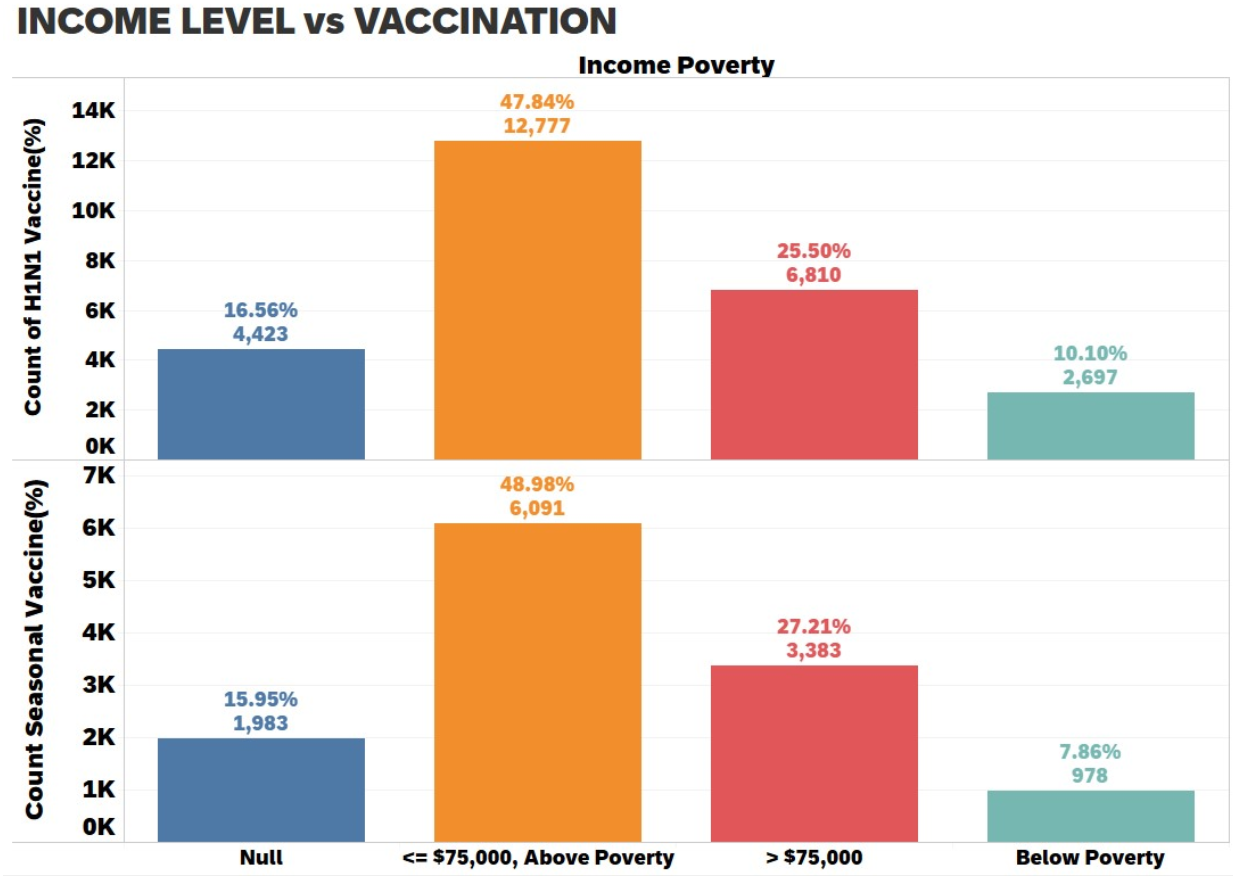 INCOME LEVEL vs VACCINATION
Income Poverty
Count of H1N1 Vaccine(%)
14K
12K
10K
8K
6K
4K
2K
0K
16.56%
4,423
47.84%
12,777
25.50%
6,810
10.10%
2,697
Count Seasonal Vaccine(%)
7K
6K
5K
4K
3K
2K
1K
0K
15.95%
1,983
48.98%
6,091
27.21%
3,383
7.86%
978
Null
<= $75,000, Above Poverty
> $75,000
Below Poverty